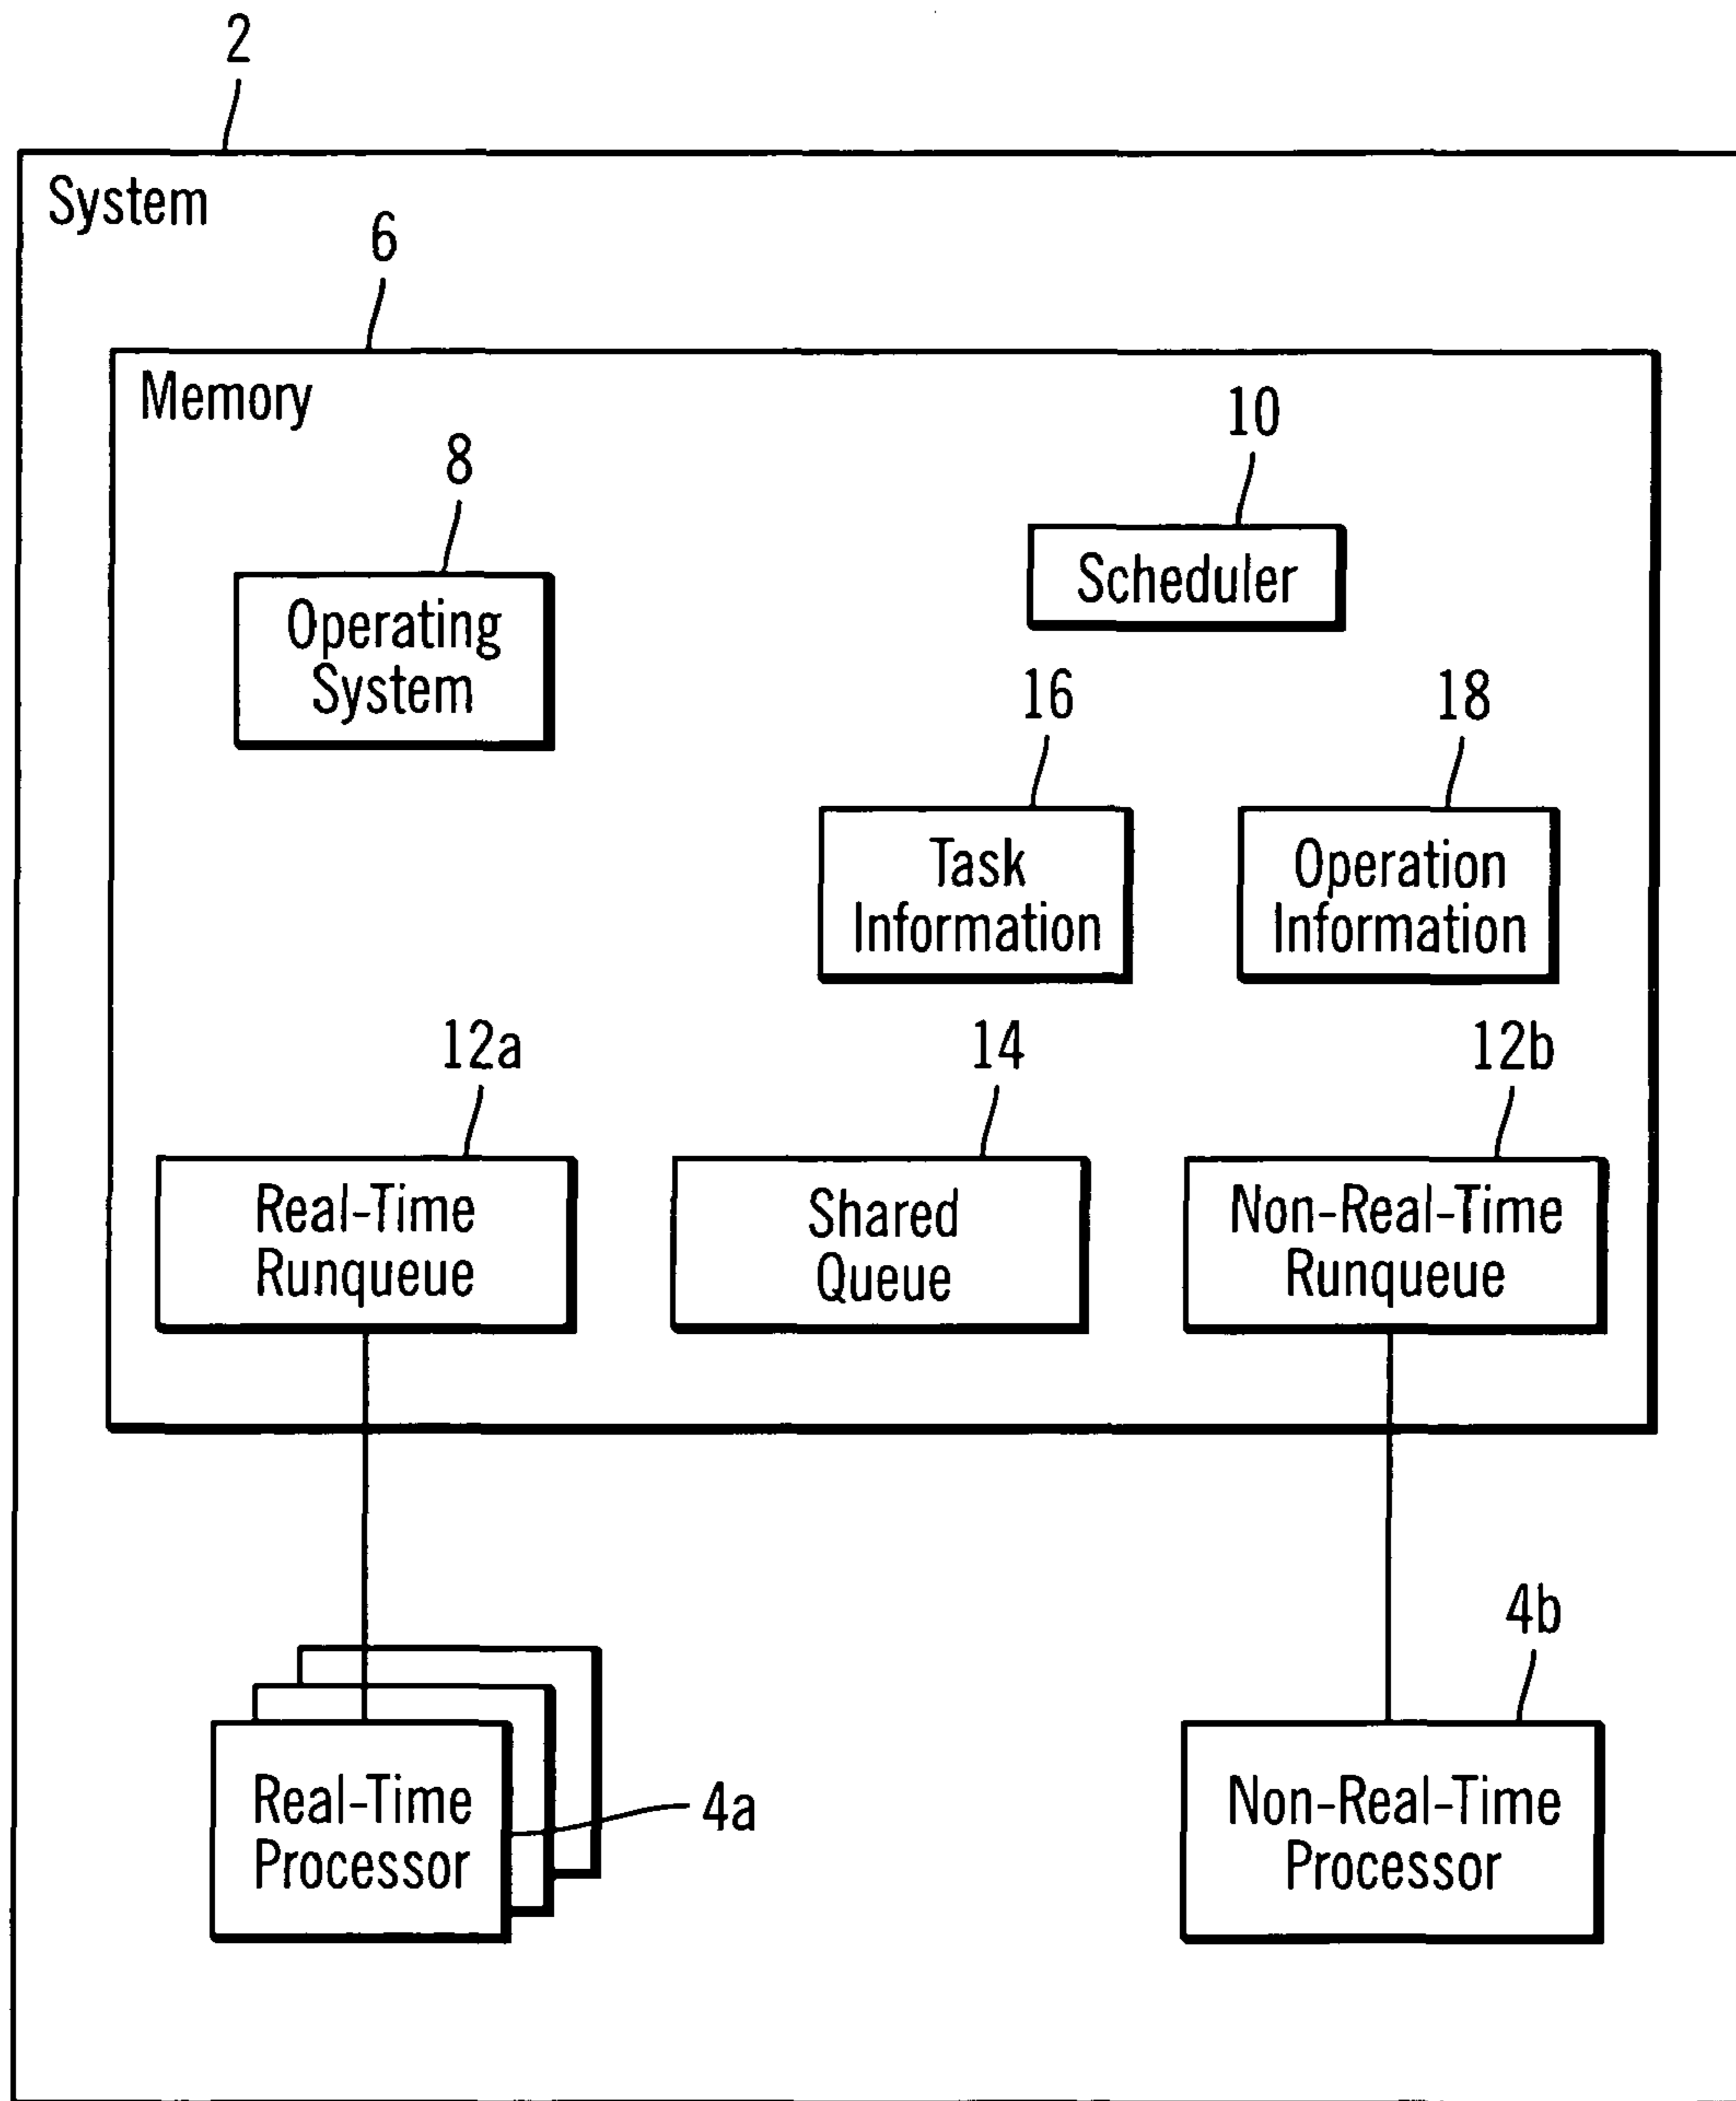 2
System
6
Memory
10
8
Scheduler
Operating
System
16
18
Task
Information
Operation
Information
12a
14
12b
Real-Time
Runqueue
Shared
Queue
Non-Real-Time
Runqueue
4b
Real-Time
Processor
4a
Non-Real-Time
Processor